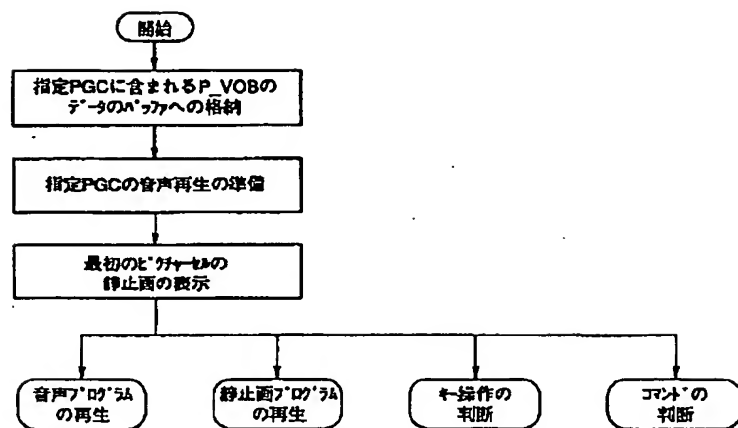 開始
指定PGCに含まれるP_VOBの
ﾃﾞｰﾀのﾊﾞｯﾌｧへの格納
指定PGCの音声再生の準備
最初のﾋﾟｸﾁｬｰｾﾙの
静止画の表示
音声ﾌﾟﾛｸﾞﾗﾑ
の再生
静止画ﾌﾟﾛｸﾞﾗﾑ
の再生
ｷｰ操作の
判断
ｺﾏﾝﾄﾞの
判断